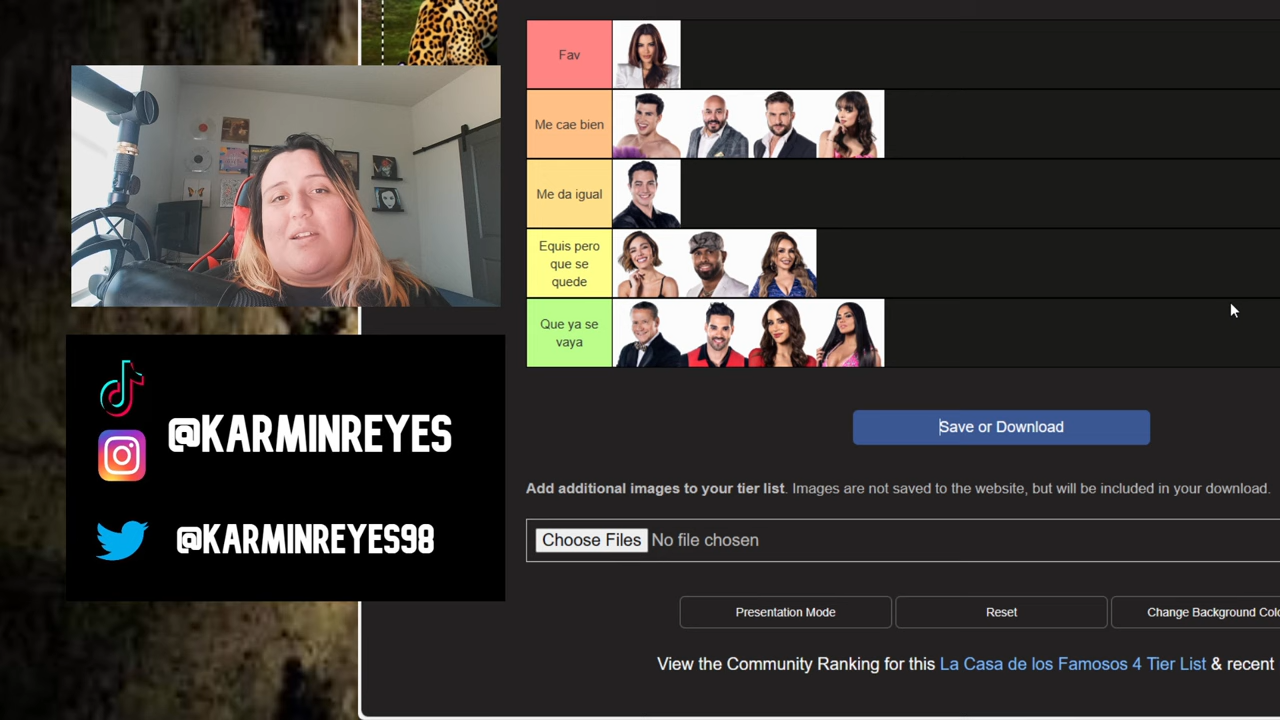 Fav
Me cae bien
Me da igual
Equis pero
que se
quede
Que ya se
vaya
@KARMINREYES
@KARMINREYES98
Save or Download
Add additional images to your tier list. Images are not saved to the website, but will be included in your download.
Choose Files No file chosen
Presentation Mode
Reset
Change Background Colo
View the Community Ranking for this La Casa de los Famosos 4 Tier List & recent